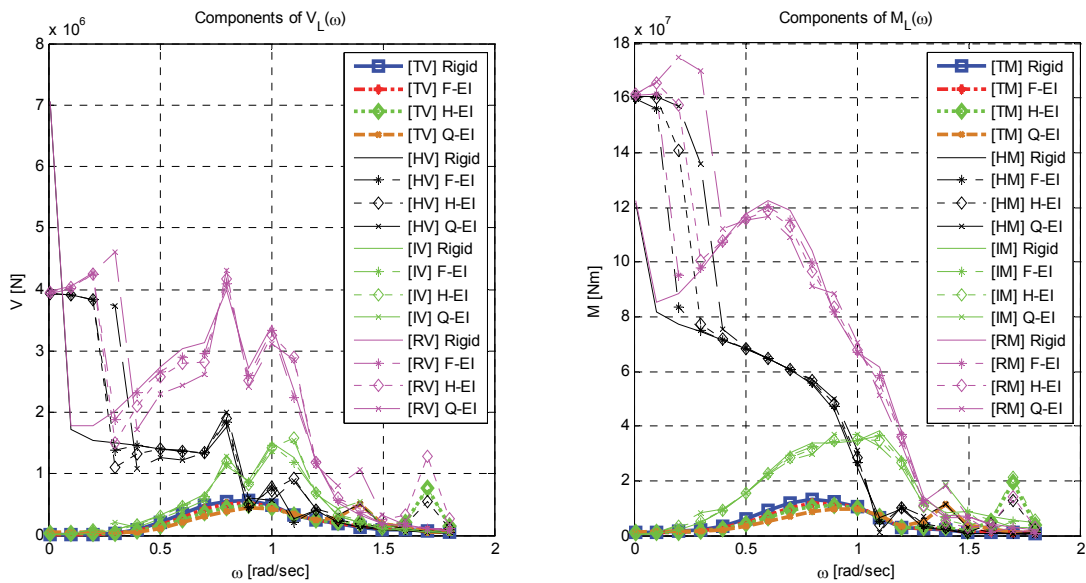 Components of V_L(ω)
x 10^6
8
7
6
5
4
3
2
1
0
V [N]
0
0.5
1
1.5
2
ω [rad/sec]
[TV] Rigid
[TV] F-EI
[TV] H-EI
[TV] Q-EI
[HV] Rigid
[HV] F-EI
[HV] H-EI
[HV] Q-EI
[IV] Rigid
[IV] F-EI
[IV] H-EI
[IV] Q-EI
[RV] Rigid
[RV] F-EI
[RV] H-EI
[RV] Q-EI
Components of M_L(ω)
x 10^7
18
16
14
12
10
8
6
4
2
0
M [Nm]
0
0.5
1
1.5
2
ω [rad/sec]
[TM] Rigid
[TM] F-EI
[TM] H-EI
[TM] Q-EI
[HM] Rigid
[HM] F-EI
[HM] H-EI
[HM] Q-EI
[IM] Rigid
[IM] F-EI
[IM] H-EI
[IM] Q-EI
[RM] Rigid
[RM] F-EI
[RM] H-EI
[RM] Q-EI